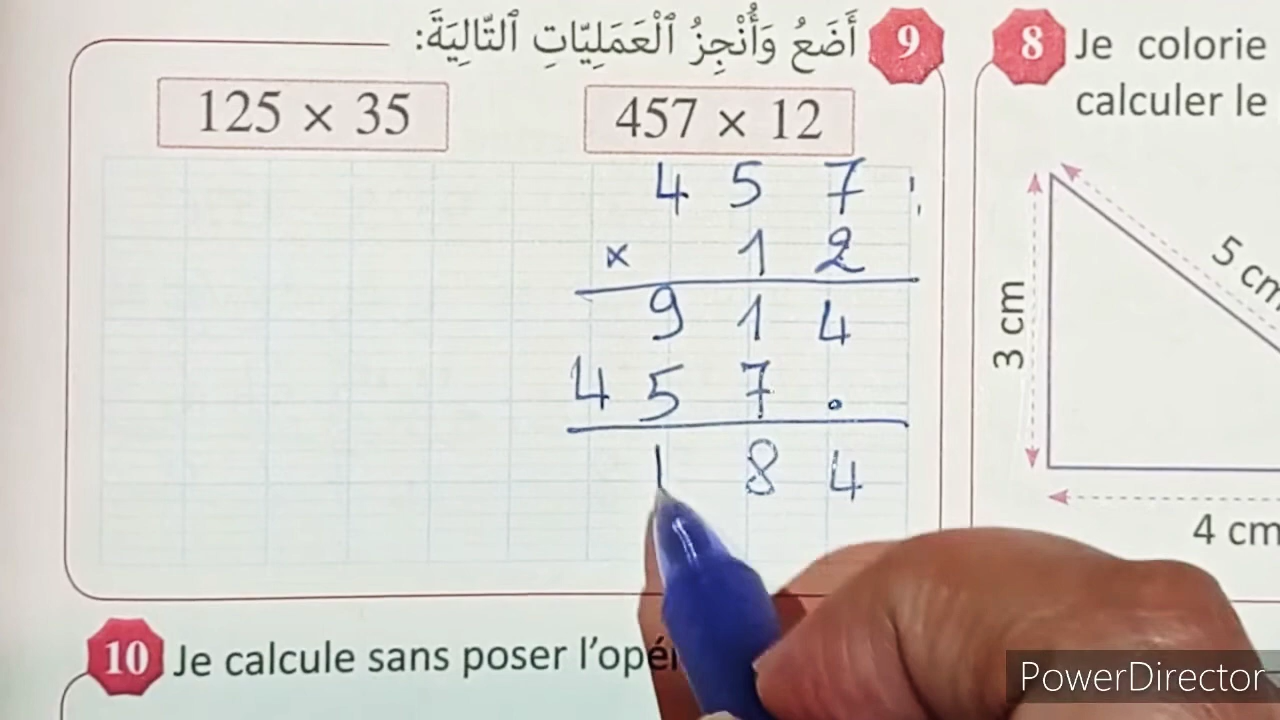 9 أَضَعُ وَأُنْجِزُ ٱلْعَمَلِيَّاتِ ٱلتَّالِيَةَ:
125 × 35
457 × 12
4 5 7
× 1 2
9 1 4
4 5 7 .
1 8 4
8 Je colorie
calculer le
5 cm
3 cm
4 cm
10 Je calcule sans poser l'opé
PowerDirector